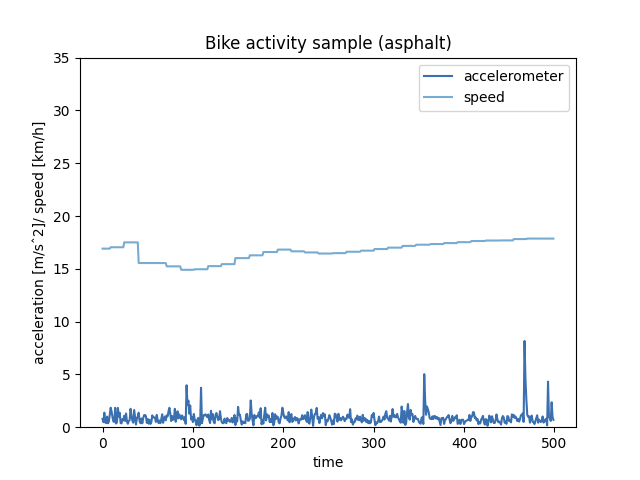 Bike activity sample (asphalt)
accelerometer
speed
acceleration [m/s^2]/ speed [km/h]
35
30
25
20
15
10
5
0
0 100 200 300 400 500
time